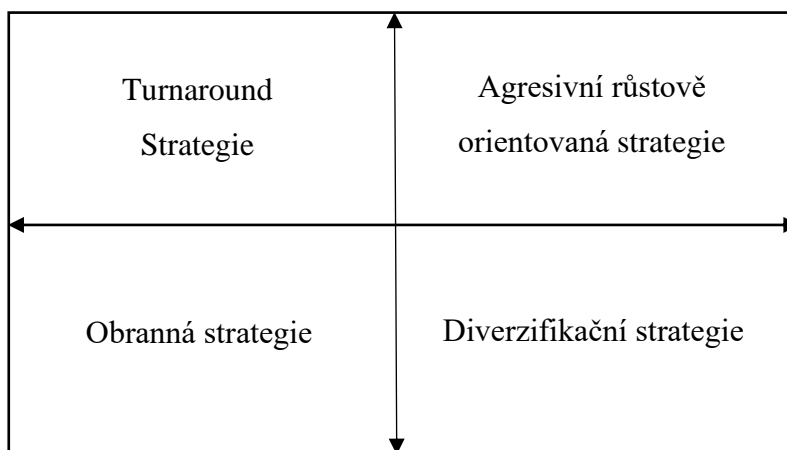 Turnaround
Strategie
Agresivní růstově
orientovaná strategie
Obranná strategie
Diverzifikační strategie